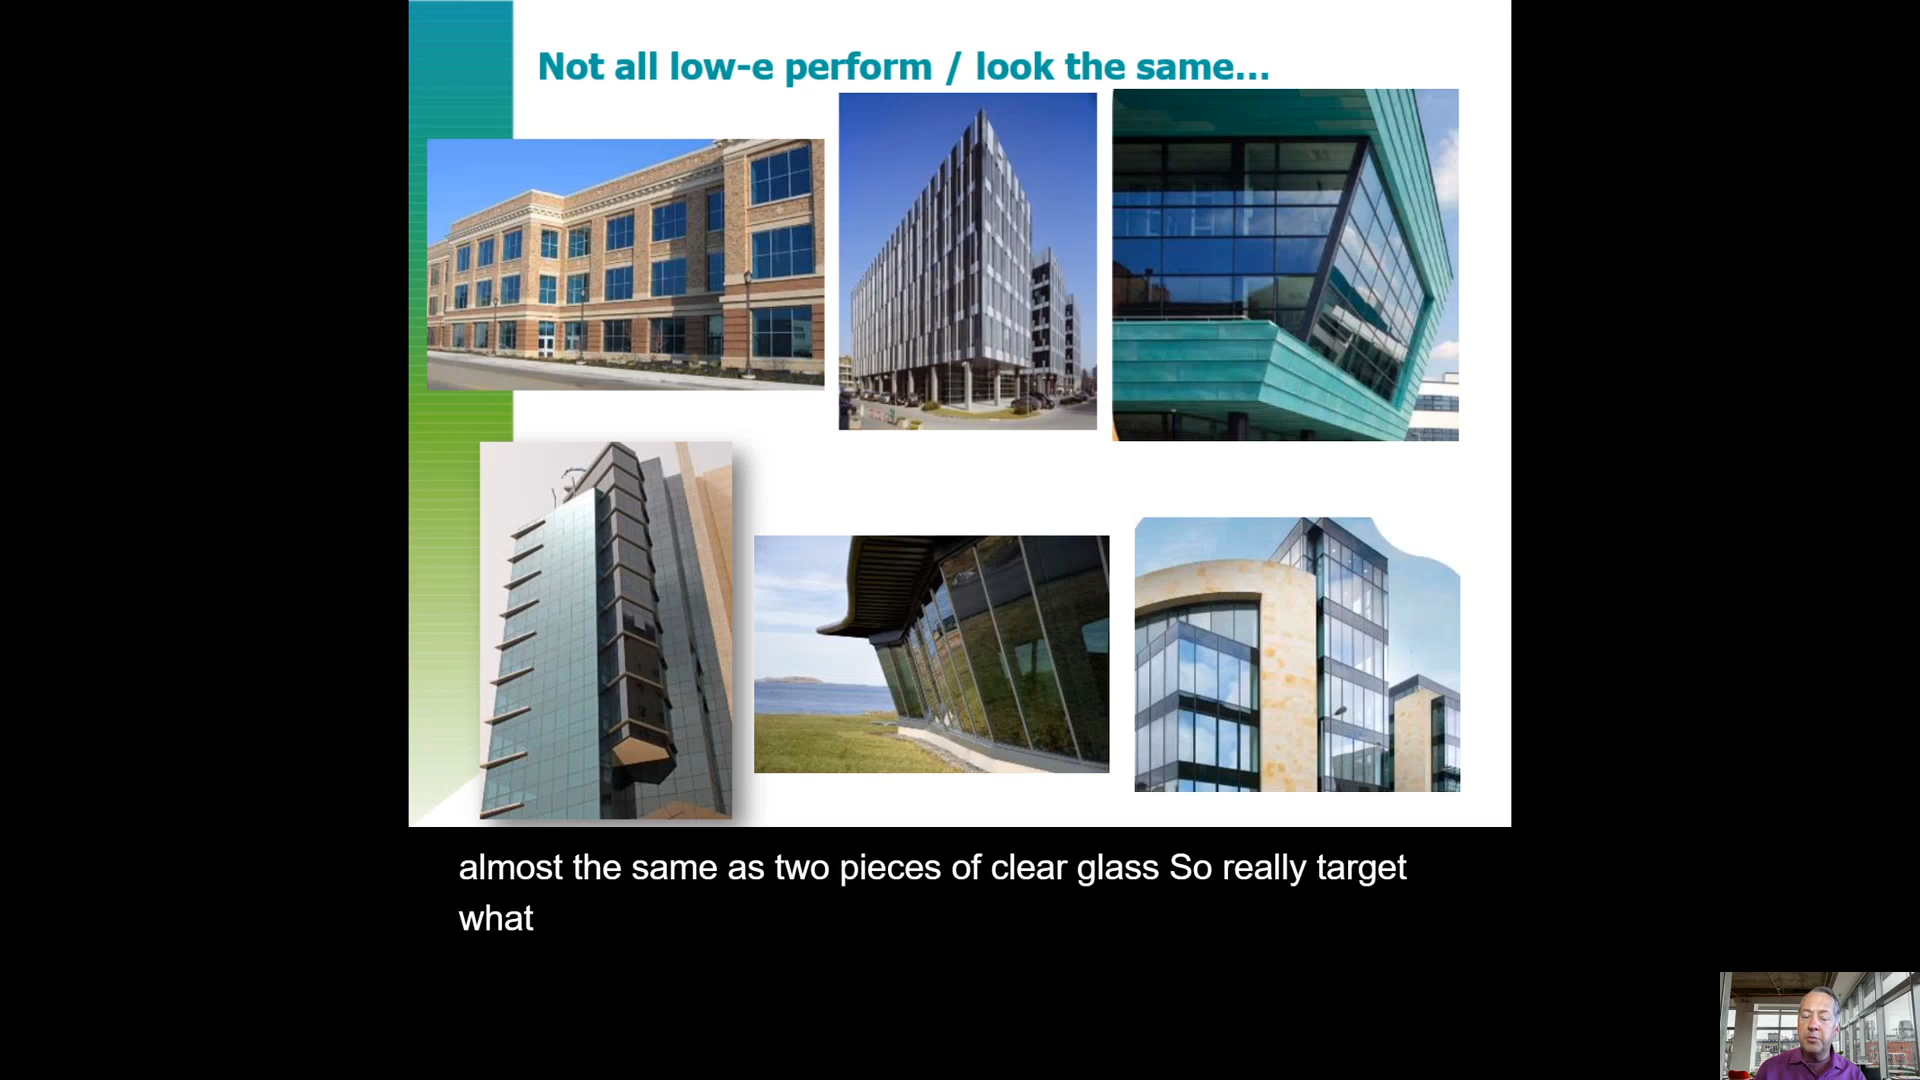 Not all low-e perform / look the same...
almost the same as two pieces of clear glass So really target
what